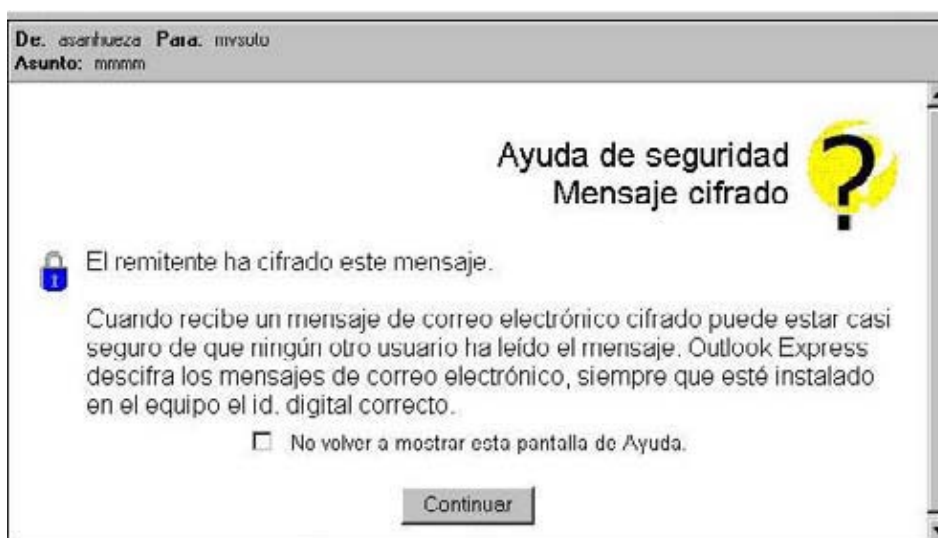 De: asanhueza Para: mvsoto
Asunto: mmmm
Ayuda de seguridad
Mensaje cifrado
El remitente ha cifrado este mensaje.
Cuando recibe un mensaje de correo electrónico cifrado puede estar casi
seguro de que ningún otro usuario ha leído el mensaje. Outlook Express
descifra los mensajes de correo electrónico, siempre que esté instalado
en el equipo el id. digital correcto.
No volver a mostrar esta pantalla de Ayuda.
Continuar